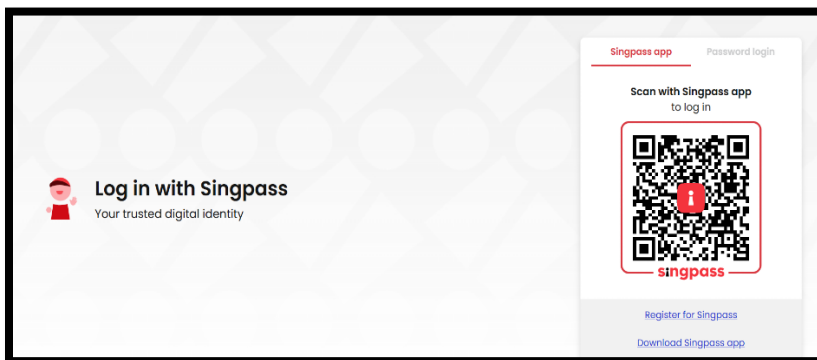 Singpass app Password login
Scan with Singpass app
to log in
Log in with Singpass
Your trusted digital identity
singpass
Register for Singpass
Download Singpass app